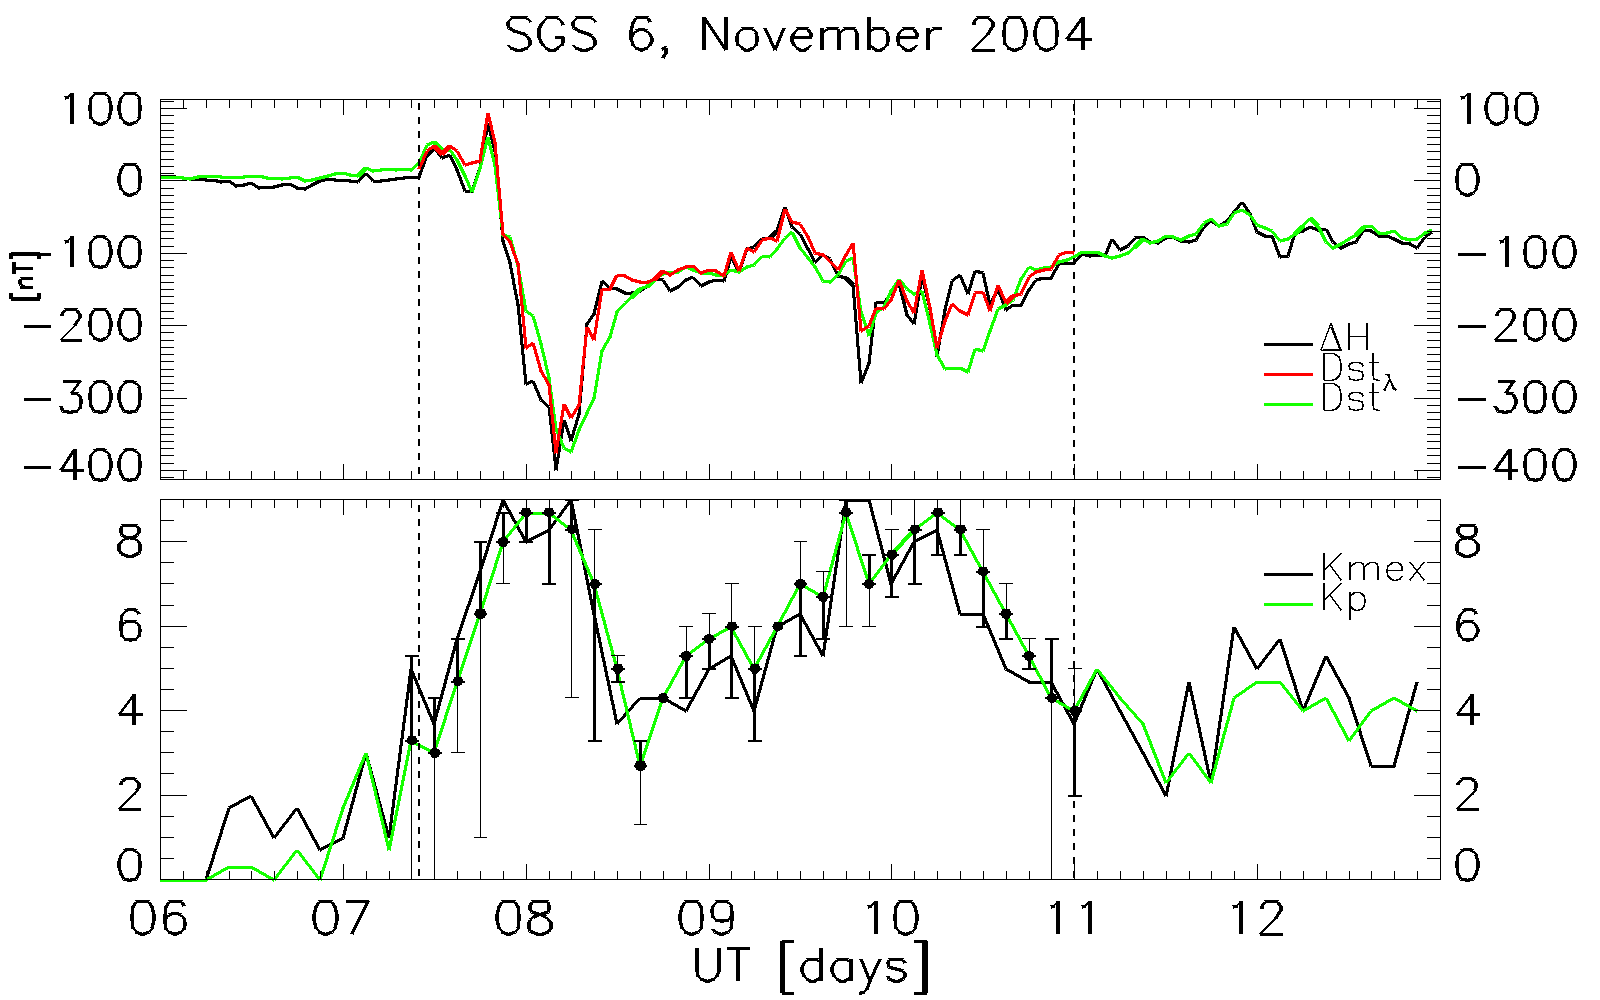 SGS 6, November 2004
100 100
0 0
-100 -100
-200 -200
-300 -300
-400 -400
[nT]
ΔH
Dstλ
Dst
8 8
6 6
4 4
2 2
0 0
Kmex
Kp
06 07 08 09 10 11 12
UT [days]